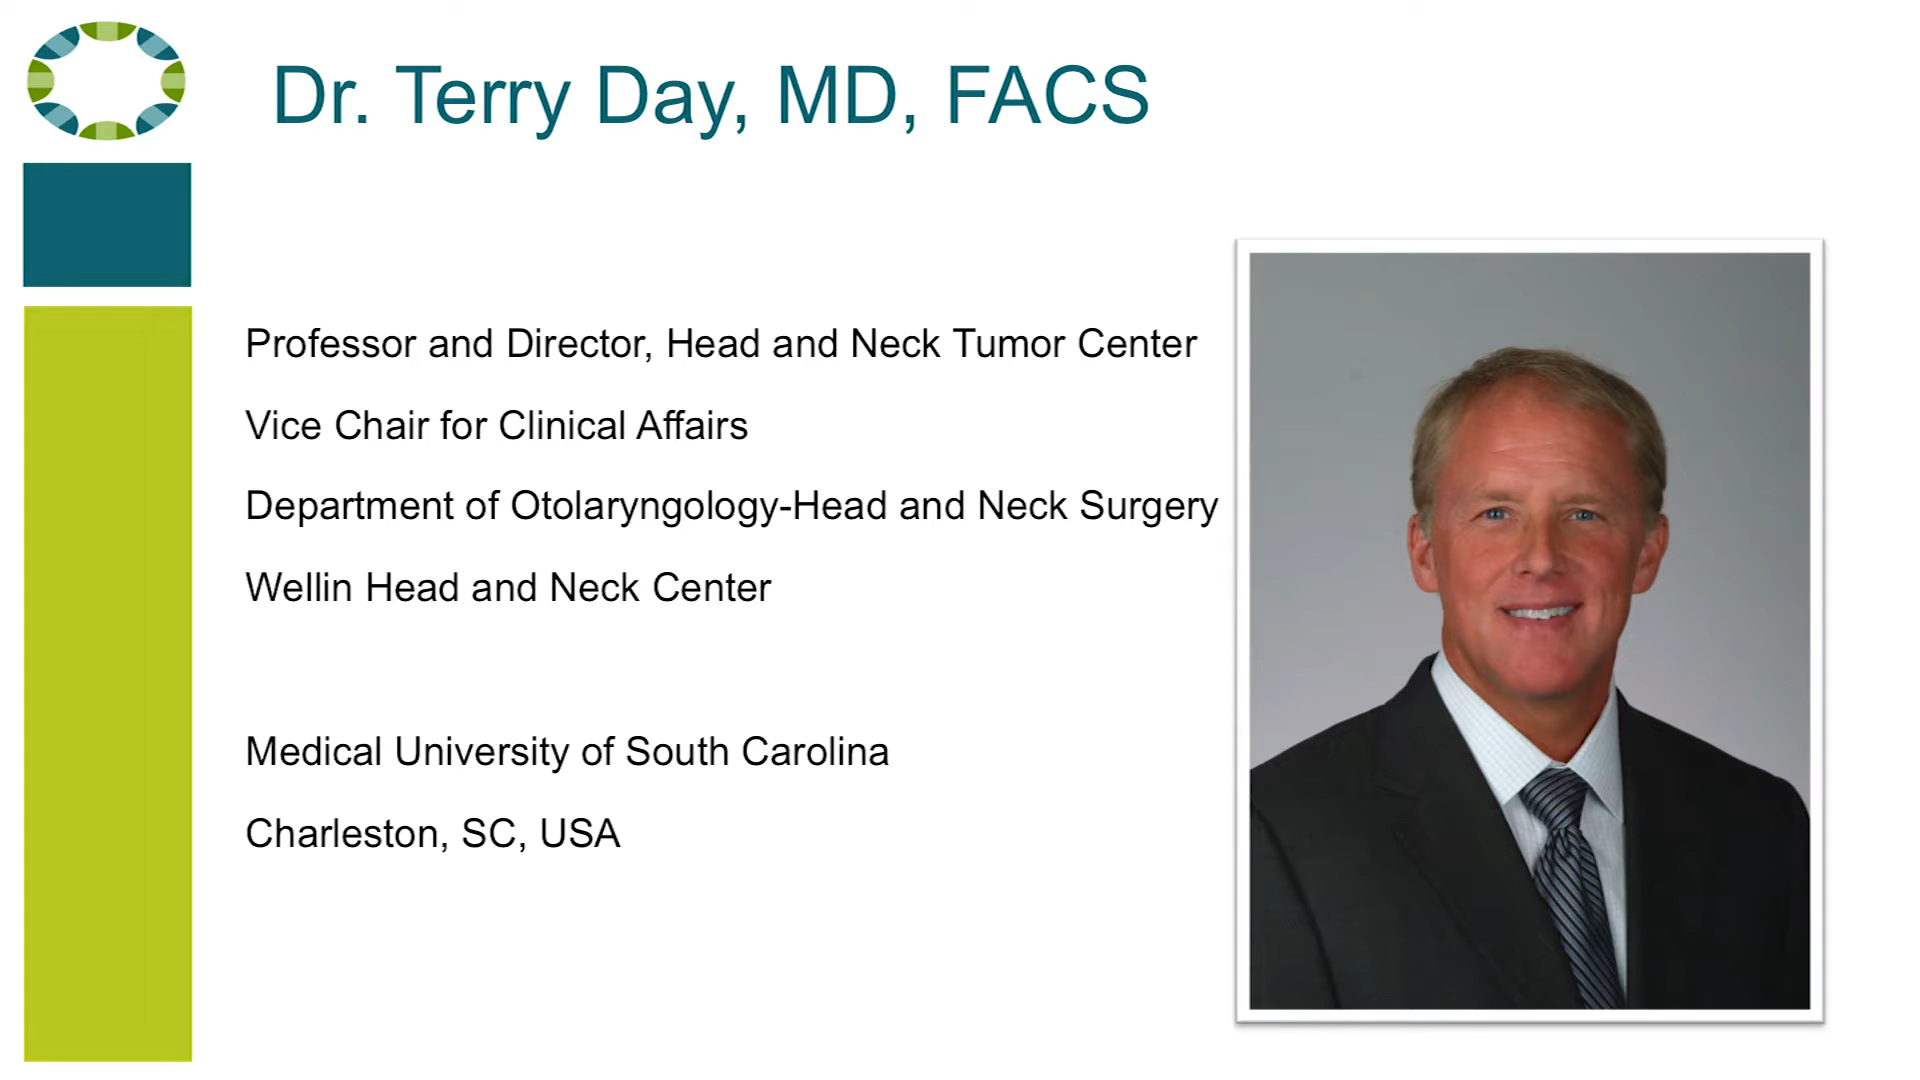 Dr. Terry Day, MD, FACS
Professor and Director, Head and Neck Tumor Center
Vice Chair for Clinical Affairs
Department of Otolaryngology-Head and Neck Surgery
Wellin Head and Neck Center
Medical University of South Carolina
Charleston, SC, USA